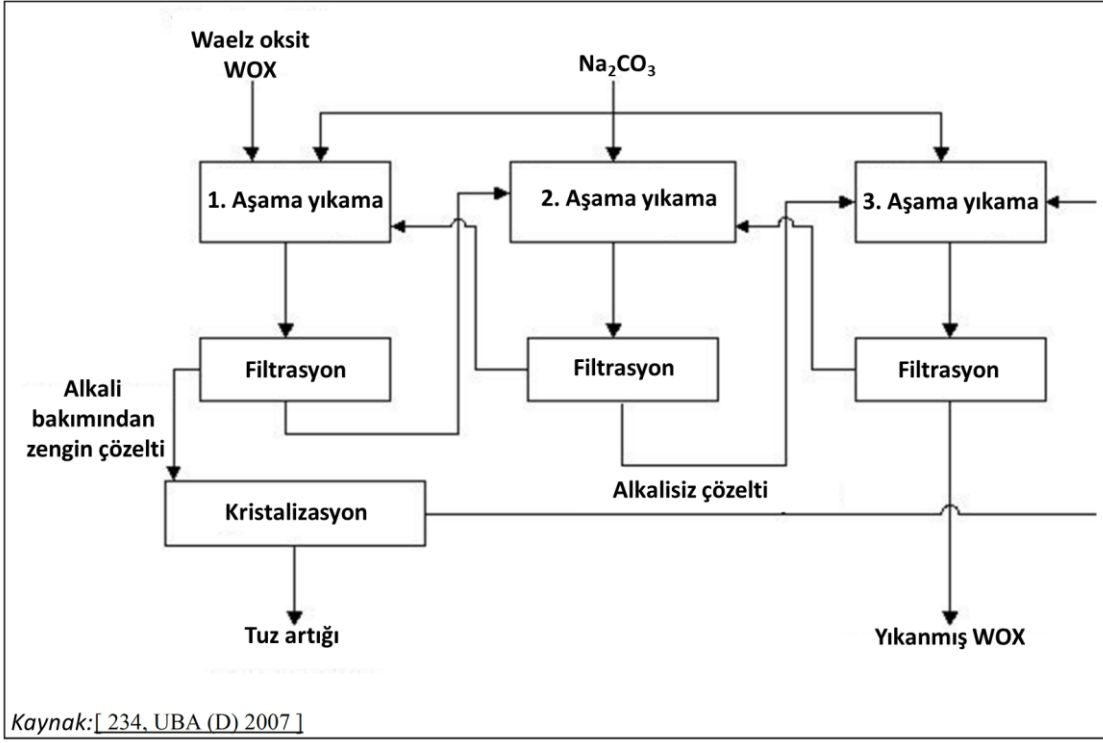 Waelz oksit
WOX
Na₂CO₃
1. Aşama yıkama
2. Aşama yıkama
3. Aşama yıkama
Filtrasyon
Filtrasyon
Filtrasyon
Alkali
bakımından
zengin çözelti
Kristalizasyon
Alkalisiz çözelti
Tuz artığı
Yıkanmış WOX
Kaynak:[ 234, UBA (D) 2007 ]